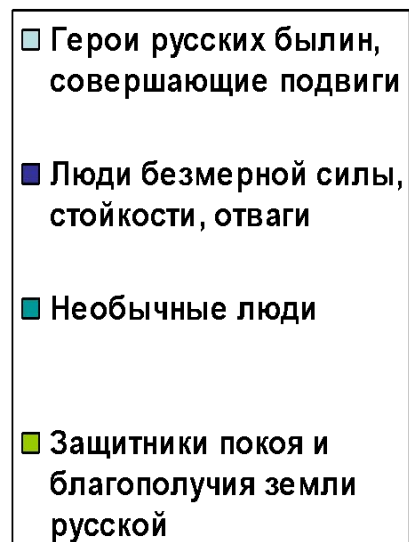 Герои русских былин,
совершающие подвиги
Люди безмерной силы,
стойкости, отваги
Необычные люди
Защитники покоя и
благополучия земли
русской